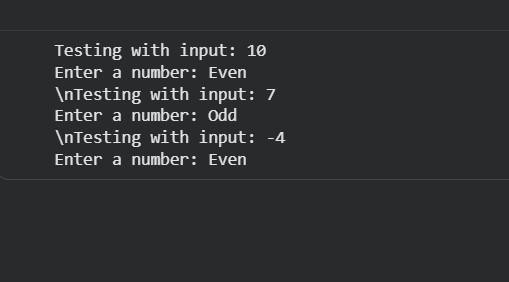 Testing with input: 10
Enter a number: Even
\nTesting with input: 7
Enter a number: Odd
\nTesting with input: -4
Enter a number: Even